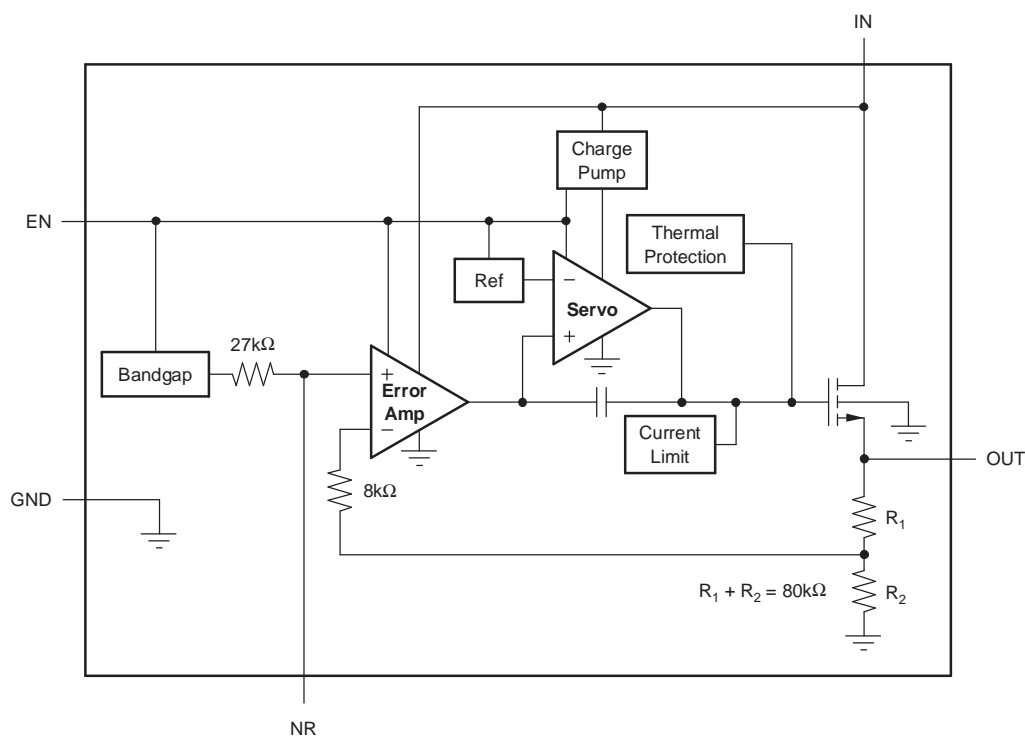 IN
Charge
Pump
EN
Thermal
Protection
Ref
−
Servo
+
27kΩ
Bandgap
+
Error
Amp
−
Current
Limit
OUT
8kΩ
GND
R1
R1 + R2 = 80kΩ
R2
NR